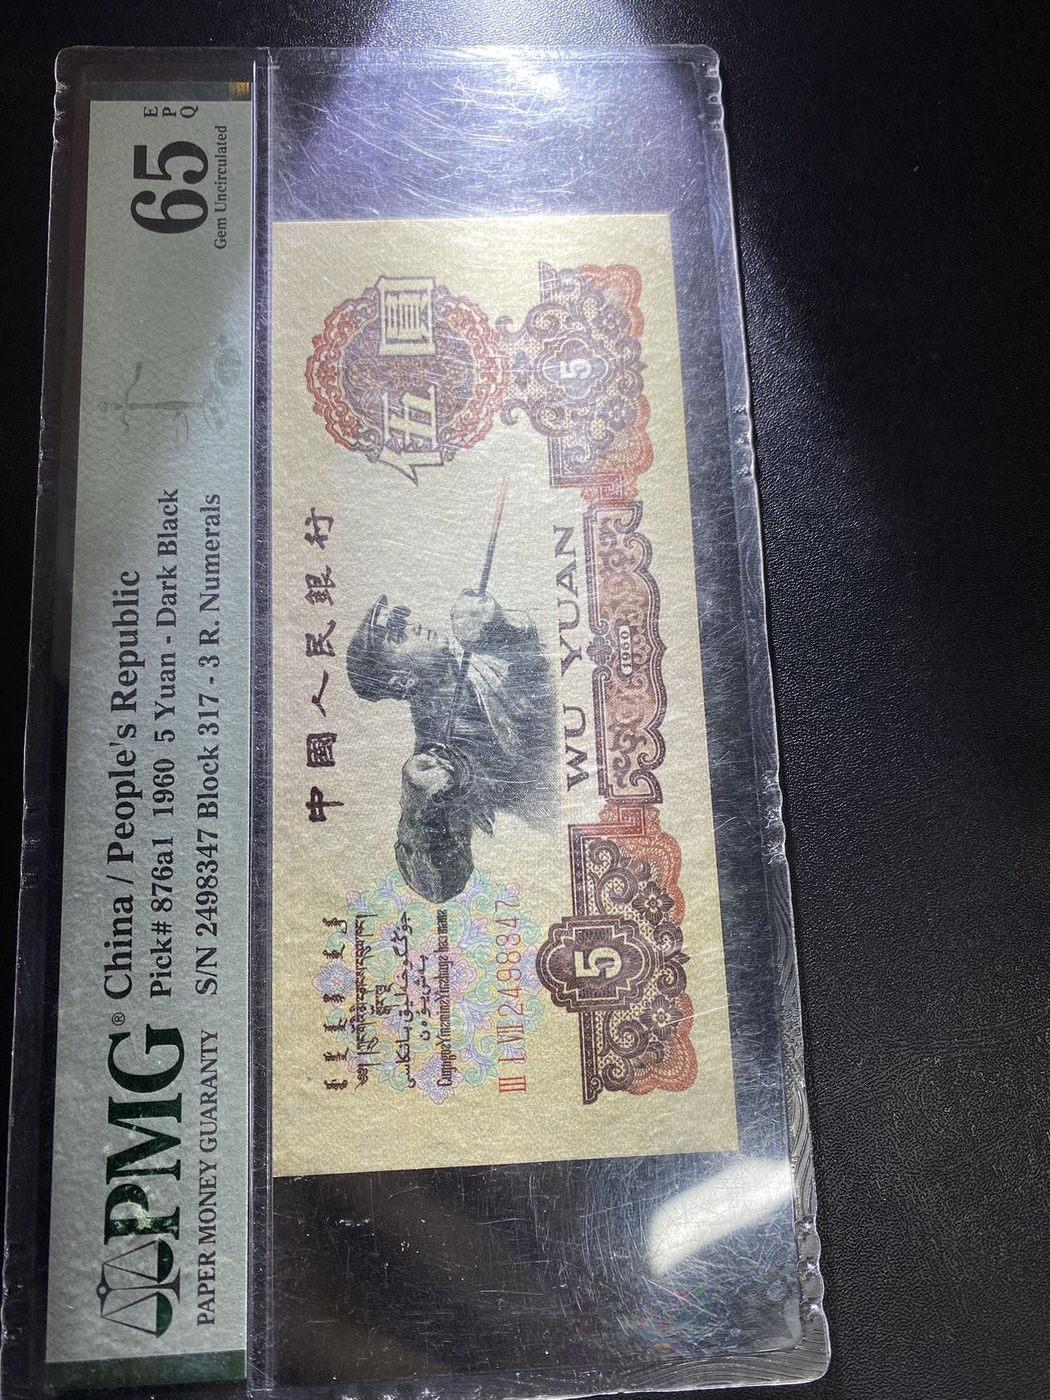 PMG® China / People's Republic
PAPER MONEY GUARANTY
Pick# 876a1 1960 5 Yuan - Dark Black
S/N 2498347 Block 317 - 3 R. Numerals
65
EPQ
Gem Uncirculated
中國人民銀行
伍圓
III I VII 2498347
WU YUAN
5
5
1960